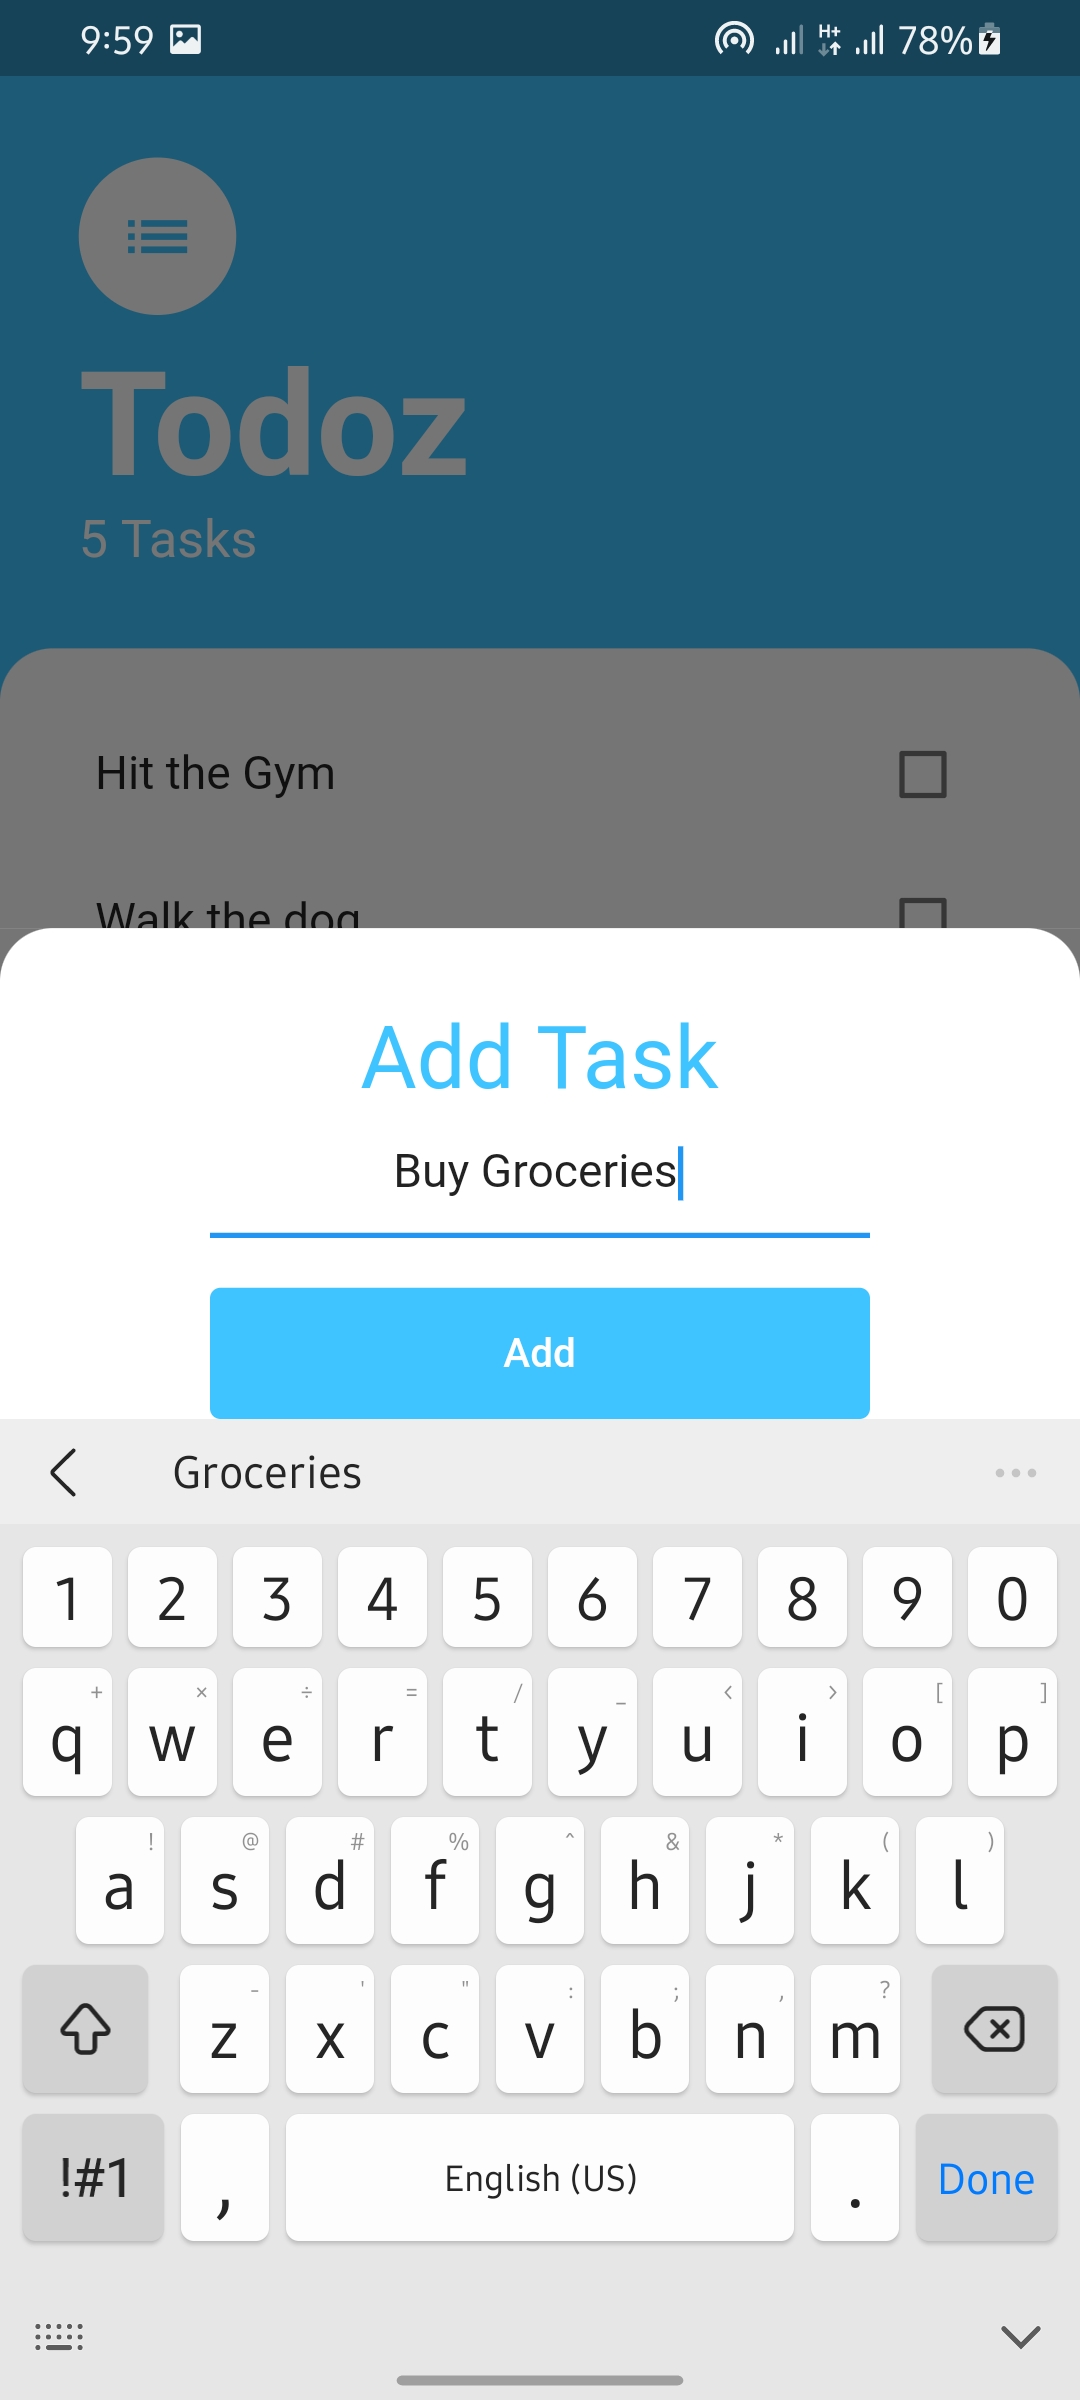 9:59 H+ 78%
Todoz
5 Tasks
Hit the Gym
Walk the dog
Add Task
Buy Groceries
Add
Groceries
1 2 3 4 5 6 7 8 9 0
+ × ÷ = / _ < > [ ]
q w e r t y u i o p
! @ # % ^ & * ( )
a s d f g h j k l
- ' " : ; , ?
z x c v b n m
!#1 , English (US) . Done